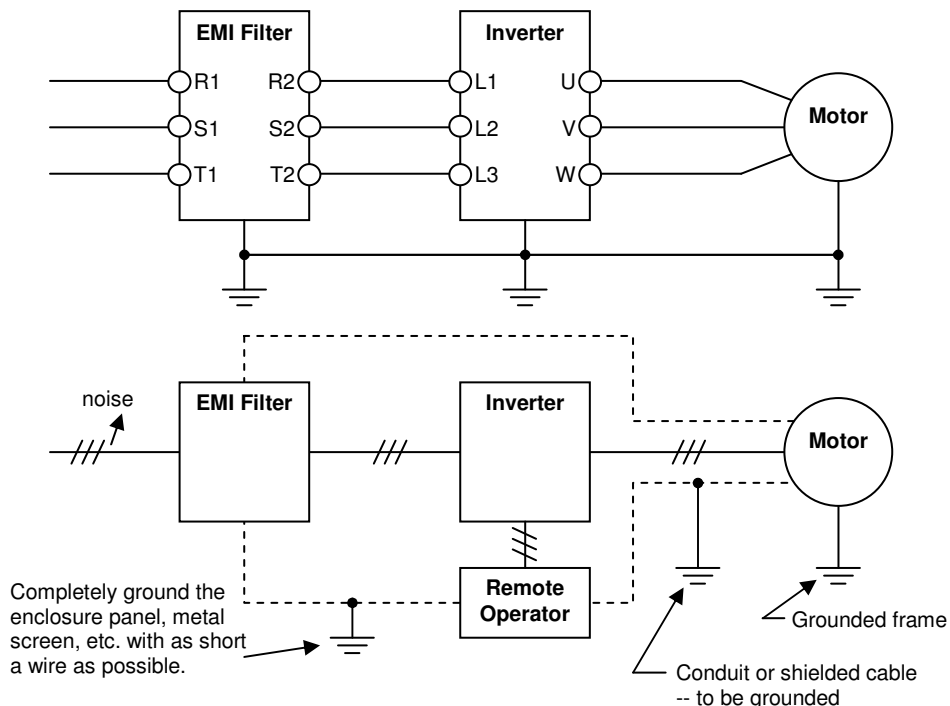 EMI Filter
Inverter
R1
R2
L1
U
Motor
S1
S2
L2
V
T1
T2
L3
W
noise
EMI Filter
Inverter
Motor
Completely ground the
enclosure panel, metal
screen, etc. with as short
a wire as possible.
Remote
Operator
Grounded frame
Conduit or shielded cable
-- to be grounded